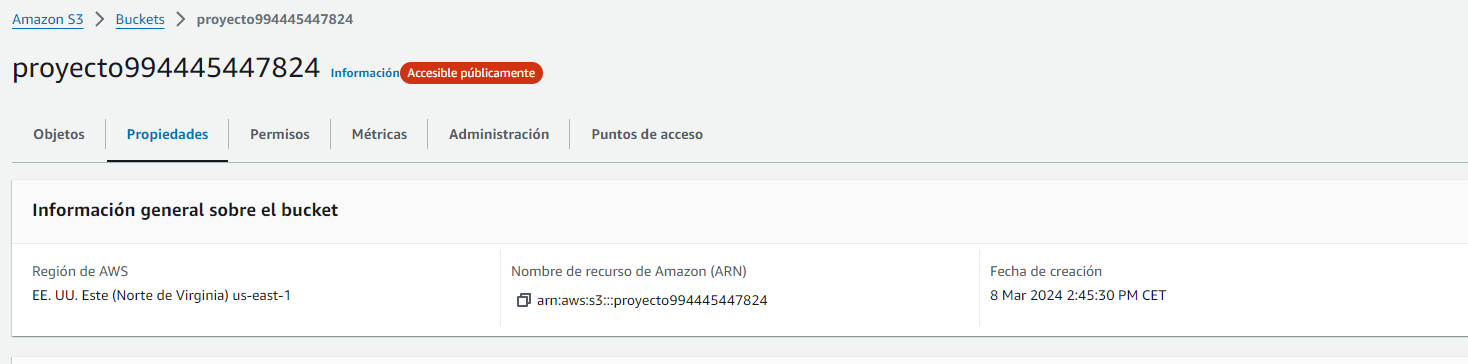 Amazon S3 > Buckets > proyecto994445447824
proyecto994445447824 Información Accesible públicamente
Objetos Propiedades Permisos Métricas Administración Puntos de acceso
Información general sobre el bucket
Región de AWS Nombre de recurso de Amazon (ARN) Fecha de creación
EE. UU. Este (Norte de Virginia) us-east-1 arn:aws:s3:::proyecto994445447824 8 Mar 2024 2:45:30 PM CET